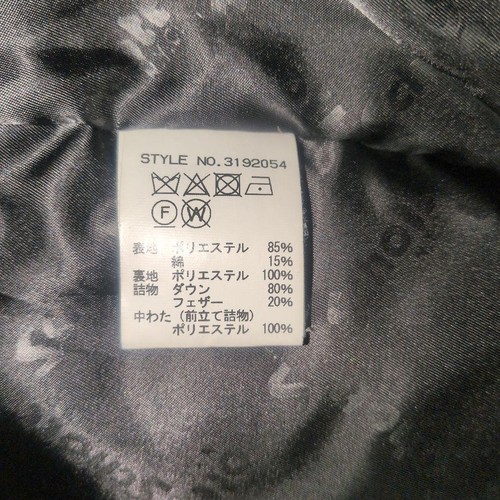 STYLE NO.3192054
F W
表地 ポリエステル 85%
綿 15%
裏地 ポリエステル 100%
詰物 ダウン 80%
フェザー 20%
中わた (前立て詰物)
ポリエステル 100%